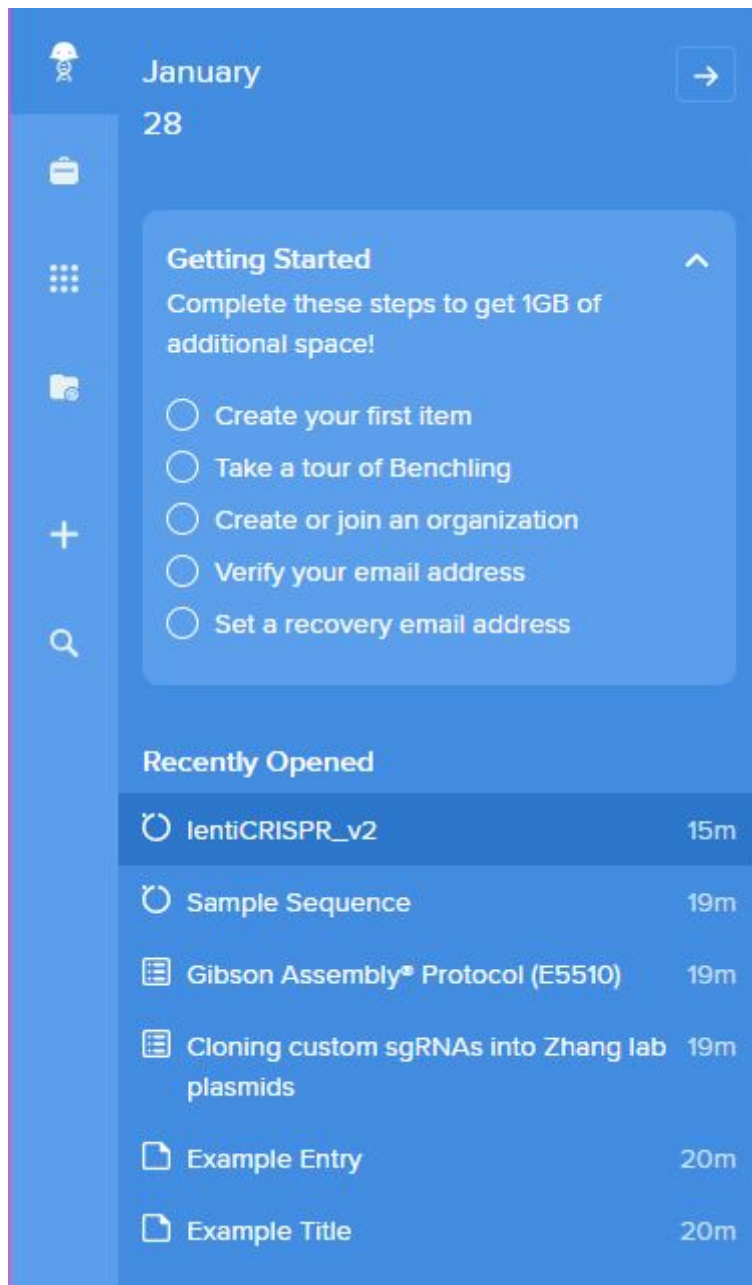 January
28
Getting Started
Complete these steps to get 1GB of
additional space!
Create your first item
Take a tour of Benchling
Create or join an organization
Verify your email address
Set a recovery email address
Recently Opened
lentiCRISPR_v2 15m
Sample Sequence 19m
Gibson Assembly® Protocol (E5510) 19m
Cloning custom sgRNAs into Zhang lab 19m
plasmids
Example Entry 20m
Example Title 20m